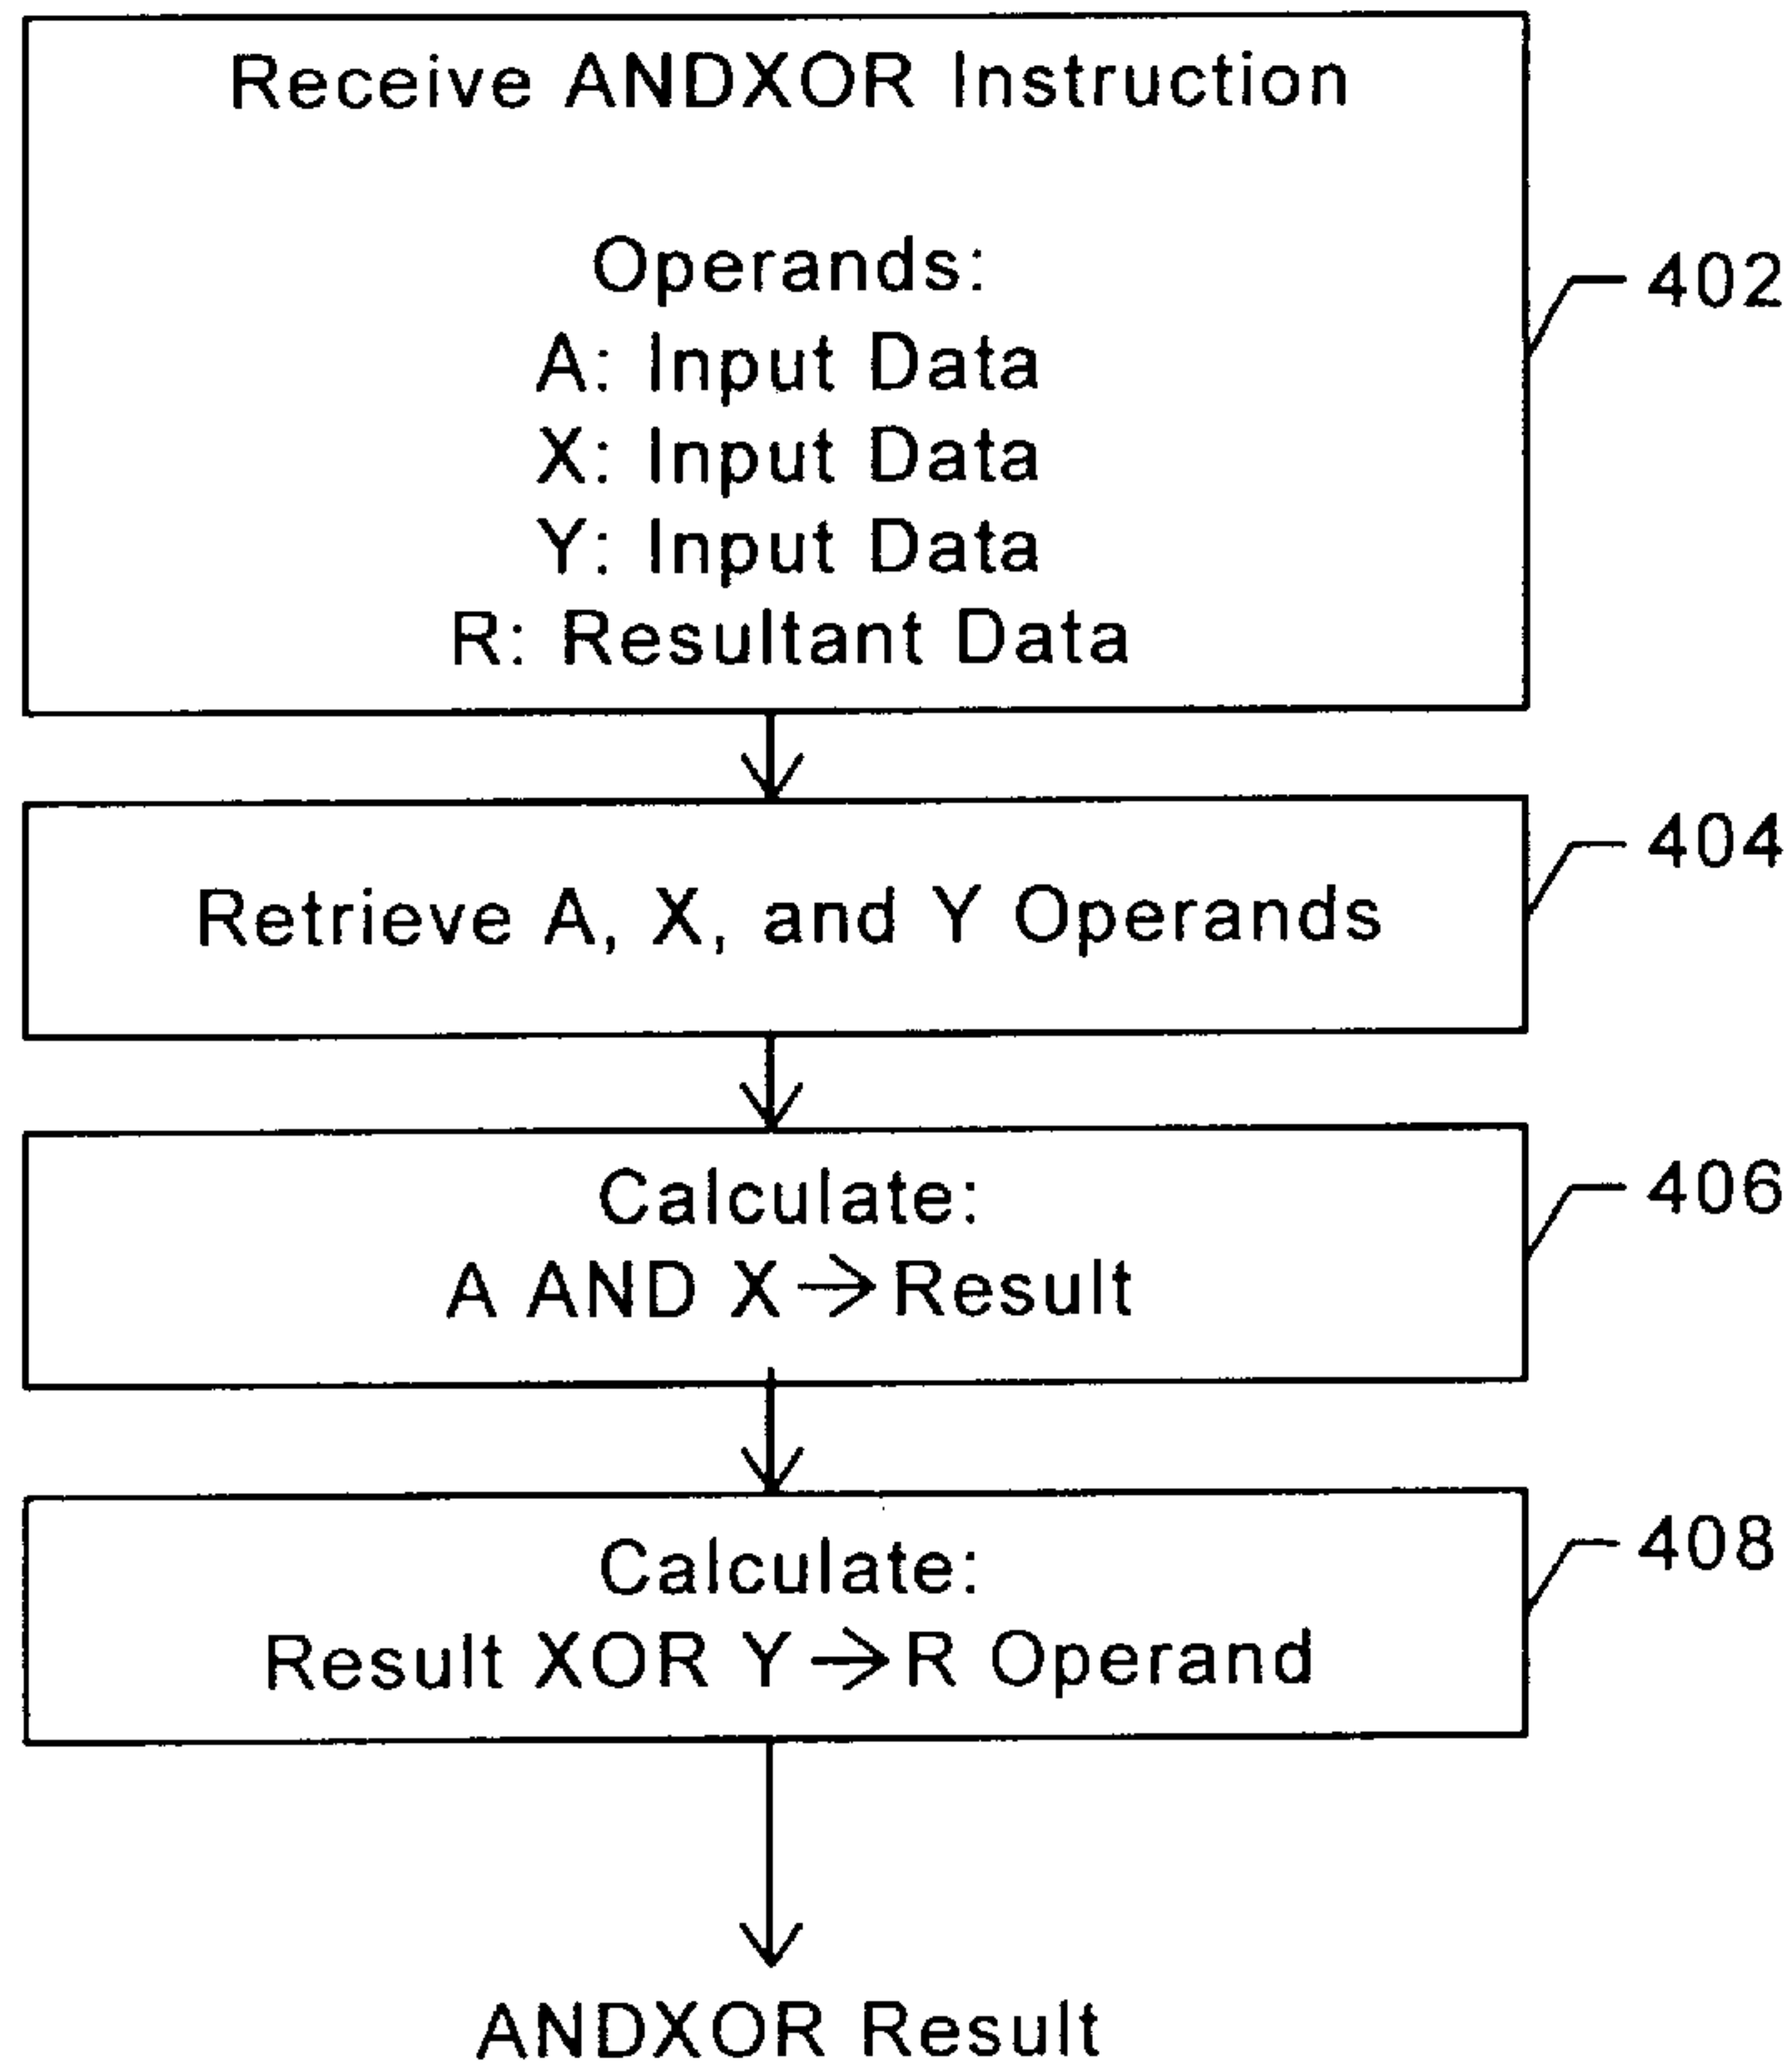 Receive ANDXOR Instruction
Operands:
A: Input Data
X: Input Data
Y: Input Data
R: Resultant Data
402
Retrieve A, X, and Y Operands
404
Calculate:
A AND X→Result
406
Calculate:
Result XOR Y→R Operand
408
ANDXOR Result